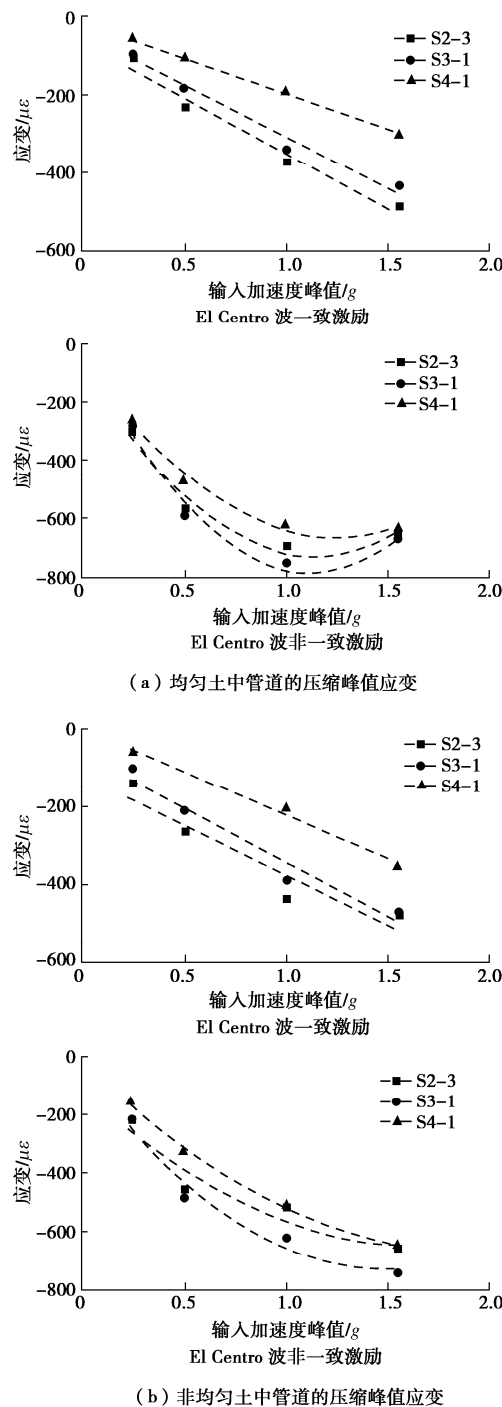 0
-200
-400
-600
应变/με
S2-3
S3-1
S4-1
0 0.5 1.0 1.5 2.0
输入加速度峰值/g
El Centro 波一致激励
0
-200
-400
-600
-800
应变/με
S2-3
S3-1
S4-1
0 0.5 1.0 1.5 2.0
输入加速度峰值/g
El Centro 波非一致激励
(a) 均匀土中管道的压缩峰值应变
0
-200
-400
-600
应变/με
S2-3
S3-1
S4-1
0 0.5 1.0 1.5 2.0
输入加速度峰值/g
El Centro 波一致激励
0
-200
-400
-600
-800
应变/με
S2-3
S3-1
S4-1
0 0.5 1.0 1.5 2.0
输入加速度峰值/g
El Centro 波非一致激励
(b) 非均匀土中管道的压缩峰值应变